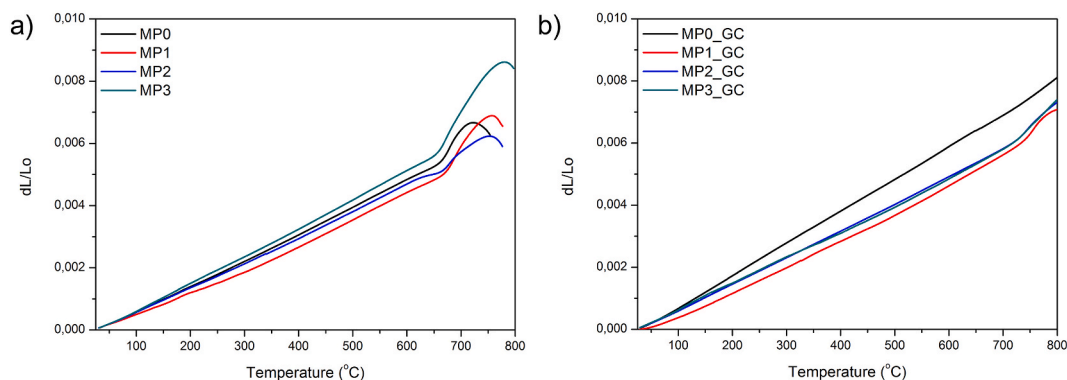 a)
0,010
0,008
0,006
0,004
0,002
0,000
dL/Lo
MP0
MP1
MP2
MP3
100 200 300 400 500 600 700 800
Temperature (°C)
b)
0,010
0,008
0,006
0,004
0,002
0,000
dL/Lo
MP0_GC
MP1_GC
MP2_GC
MP3_GC
100 200 300 400 500 600 700 800
Temperature (°C)